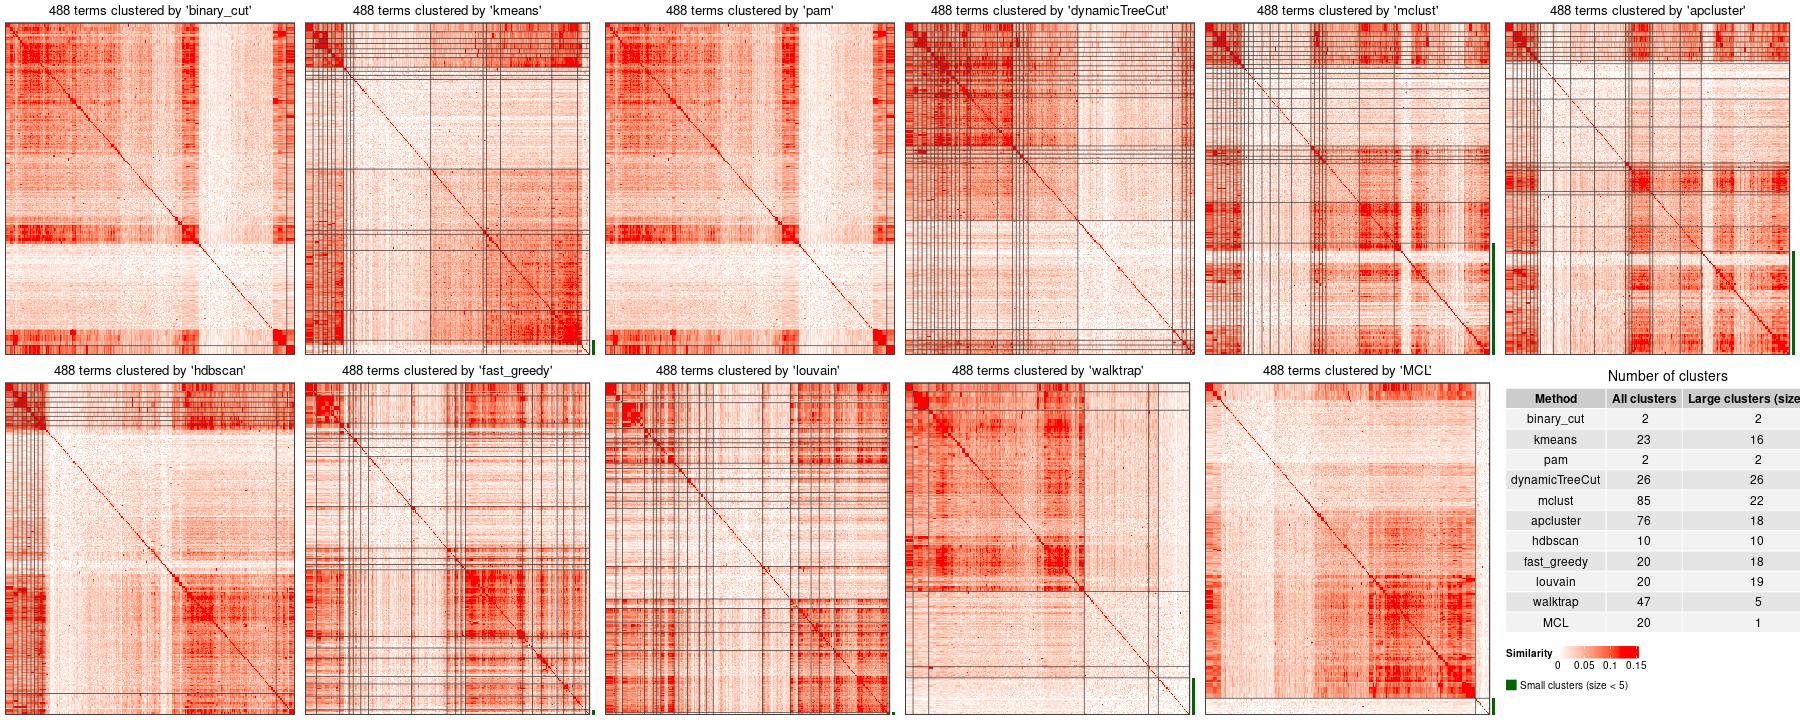 488 terms clustered by 'binary_cut'
488 terms clustered by 'kmeans'
488 terms clustered by 'pam'
488 terms clustered by 'dynamicTreeCut'
488 terms clustered by 'mclust'
488 terms clustered by 'apcluster'
488 terms clustered by 'hdbscan'
488 terms clustered by 'fast_greedy'
488 terms clustered by 'louvain'
488 terms clustered by 'walktrap'
488 terms clustered by 'MCL'
Number of clusters
Method All clusters Large clusters (size
binary_cut 2 2
kmeans 23 16
pam 2 2
dynamicTreeCut 26 26
mclust 85 22
apcluster 76 18
hdbscan 10 10
fast_greedy 20 18
louvain 20 19
walktrap 47 5
MCL 20 1
Similarity
0 0.05 0.1 0.15
Small clusters (size < 5)